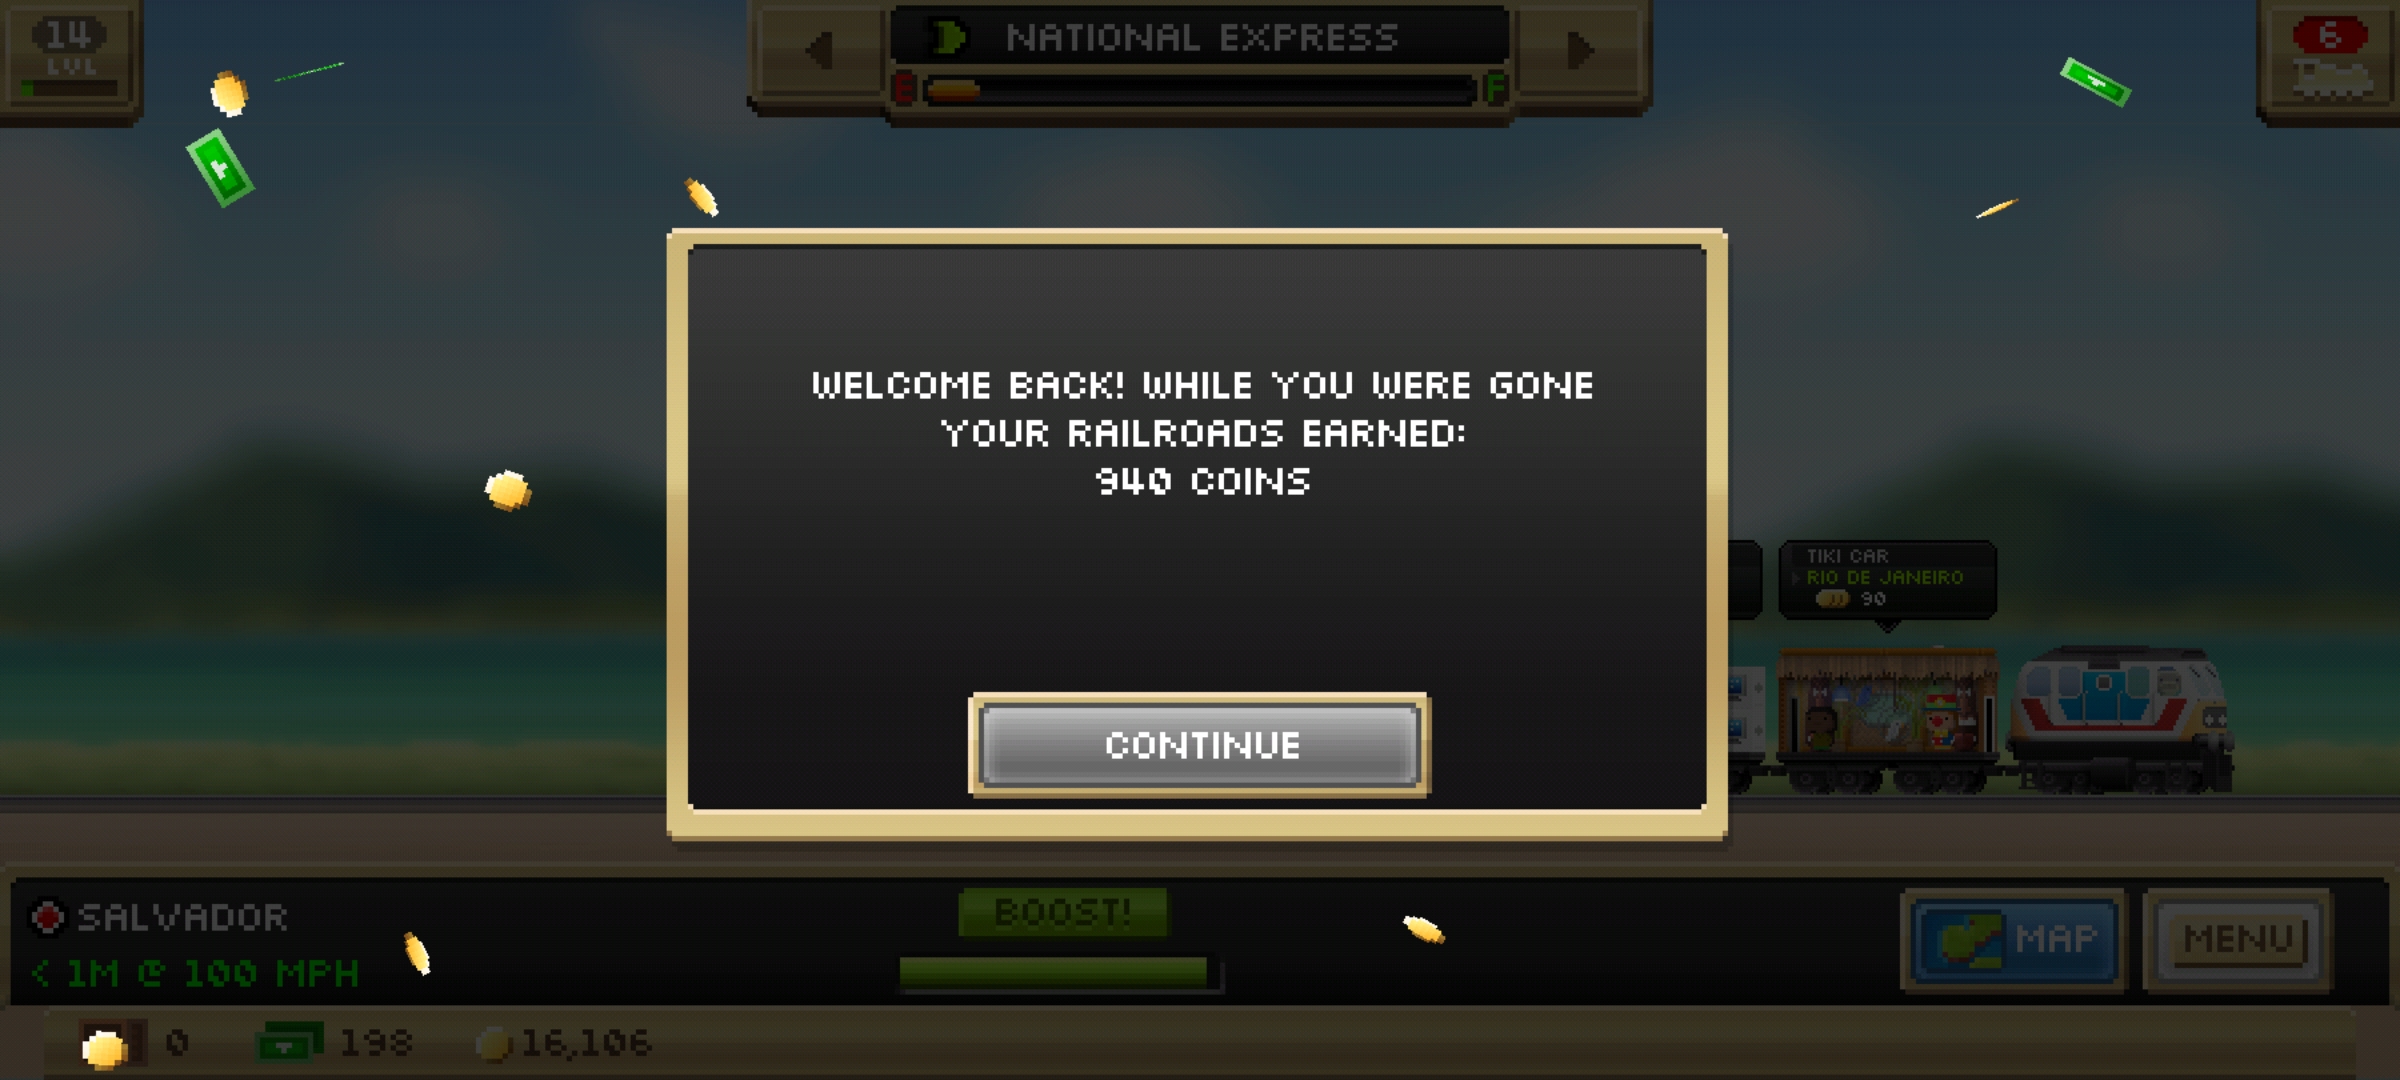 14
LVL
NATIONAL EXPRESS
E F
6
WELCOME BACK! WHILE YOU WERE GONE
YOUR RAILROADS EARNED:
940 COINS
CONTINUE
TIKI CAR
RIO DE JANEIRO
90
SALVADOR
< 1M @ 100 MPH
BOOST!
MAP
MENU
0 198 16,106